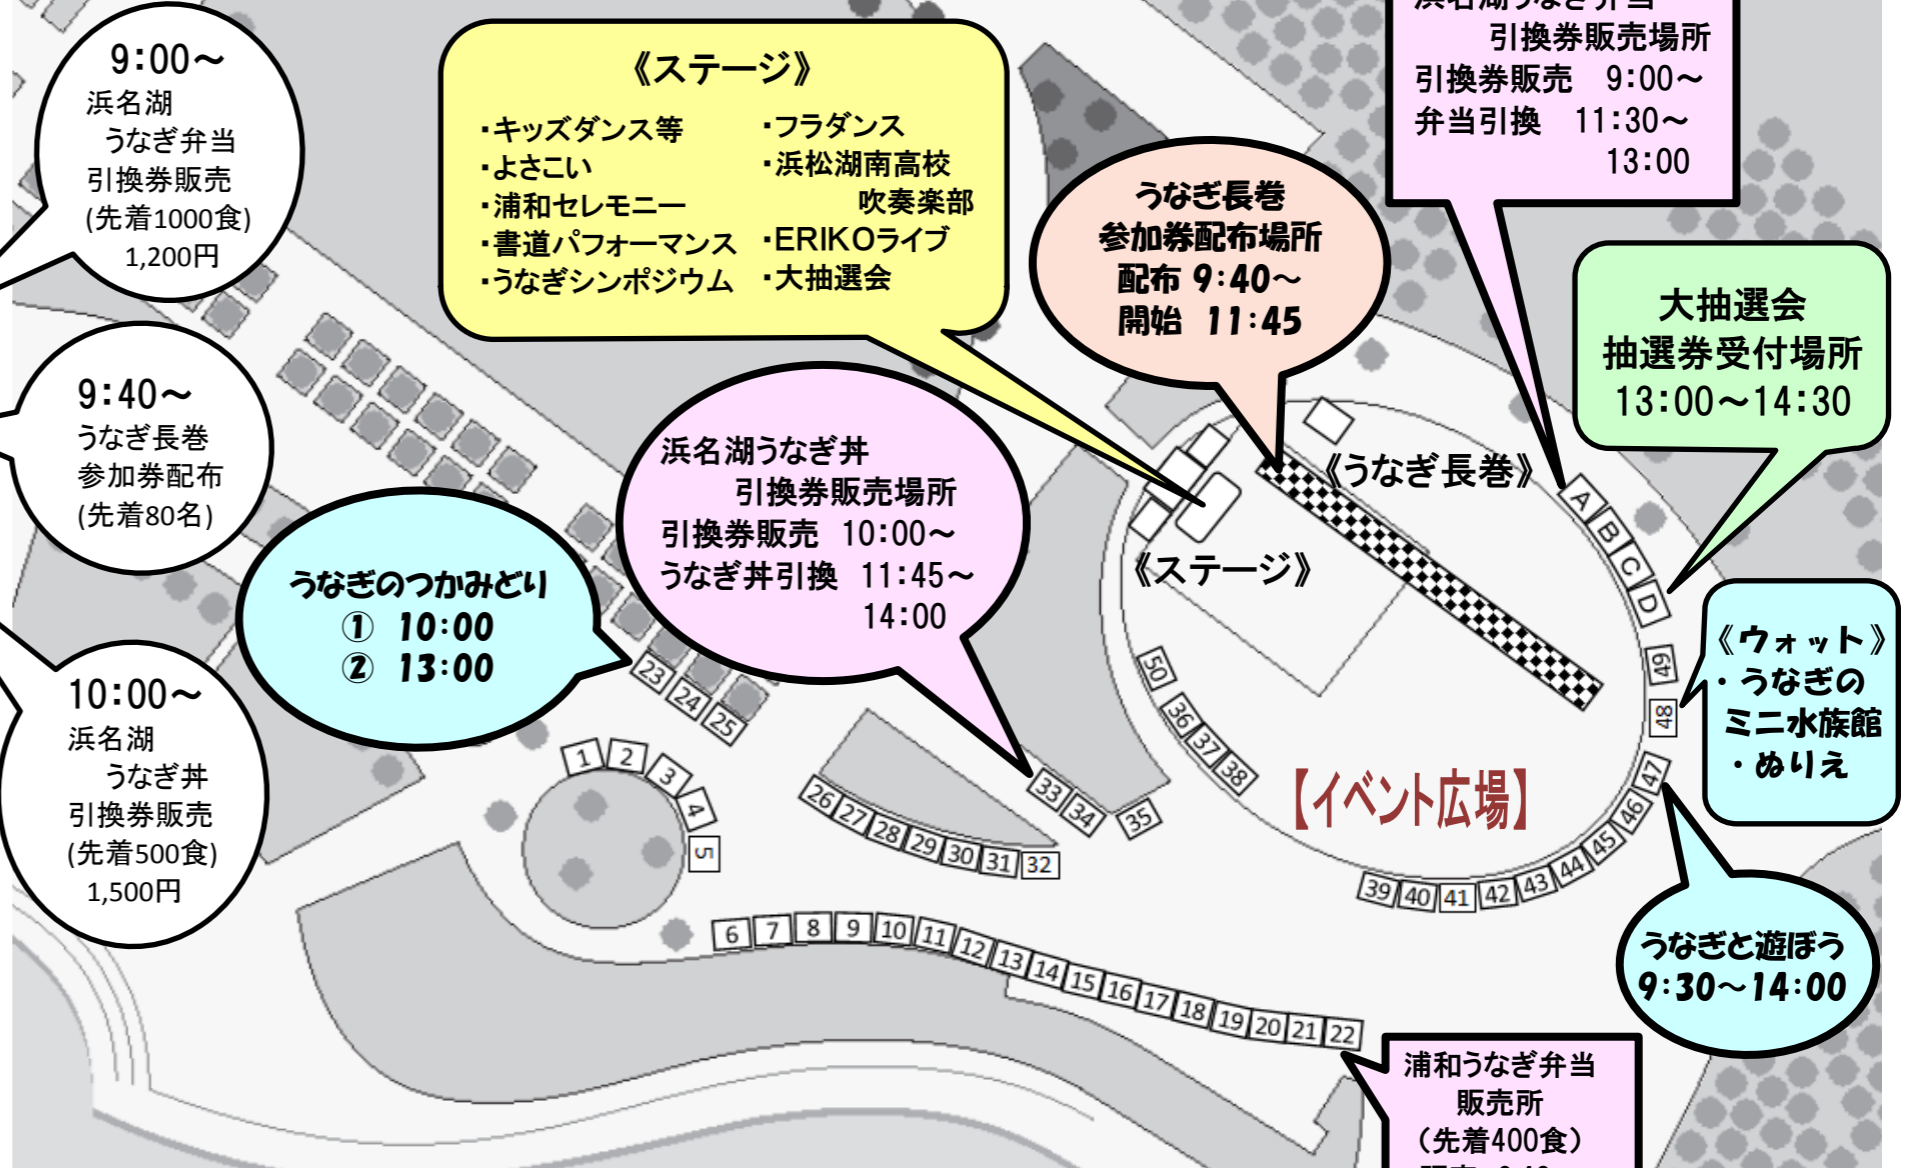 9:00～
浜名湖
うなぎ弁当
引換券販売
(先着1000食)
1,200円
9:40～
うなぎ長巻
参加券配布
(先着80名)
10:00～
浜名湖
うなぎ丼
引換券販売
(先着500食)
1,500円
《ステージ》
・キッズダンス等
・よさこい
・浦和セレモニー
・書道パフォーマンス
・うなぎシンポジウム
・フラダンス
・浜松湖南高校
吹奏楽部
・ERIKOライブ
・大抽選会
うなぎ長巻
参加券配布場所
配布 9:40～
開始 11:45
浜名湖うなぎ弁当
引換券販売場所
引換券販売 9:00～
弁当引換 11:30～
13:00
大抽選会
抽選券受付場所
13:00～14:30
浜名湖うなぎ丼
引換券販売場所
引換券販売 10:00～
うなぎ丼引換 11:45～
14:00
うなぎのつかみどり
① 10:00
② 13:00
《うなぎ長巻》
《ステージ》
A
B
C
D
《ウォット》
・うなぎの
ミニ水族館
・ぬりえ
【イベント広場】
うなぎと遊ぼう
9:30～14:00
浦和うなぎ弁当
販売所
(先着400食)
1
2
3
4
5
6
7
8
9
10
11
12
13
14
15
16
17
18
19
20
21
22
23
24
25
26
27
28
29
30
31
32
33
34
35
36
37
38
39
40
41
42
43
44
45
46
47
48
49
50